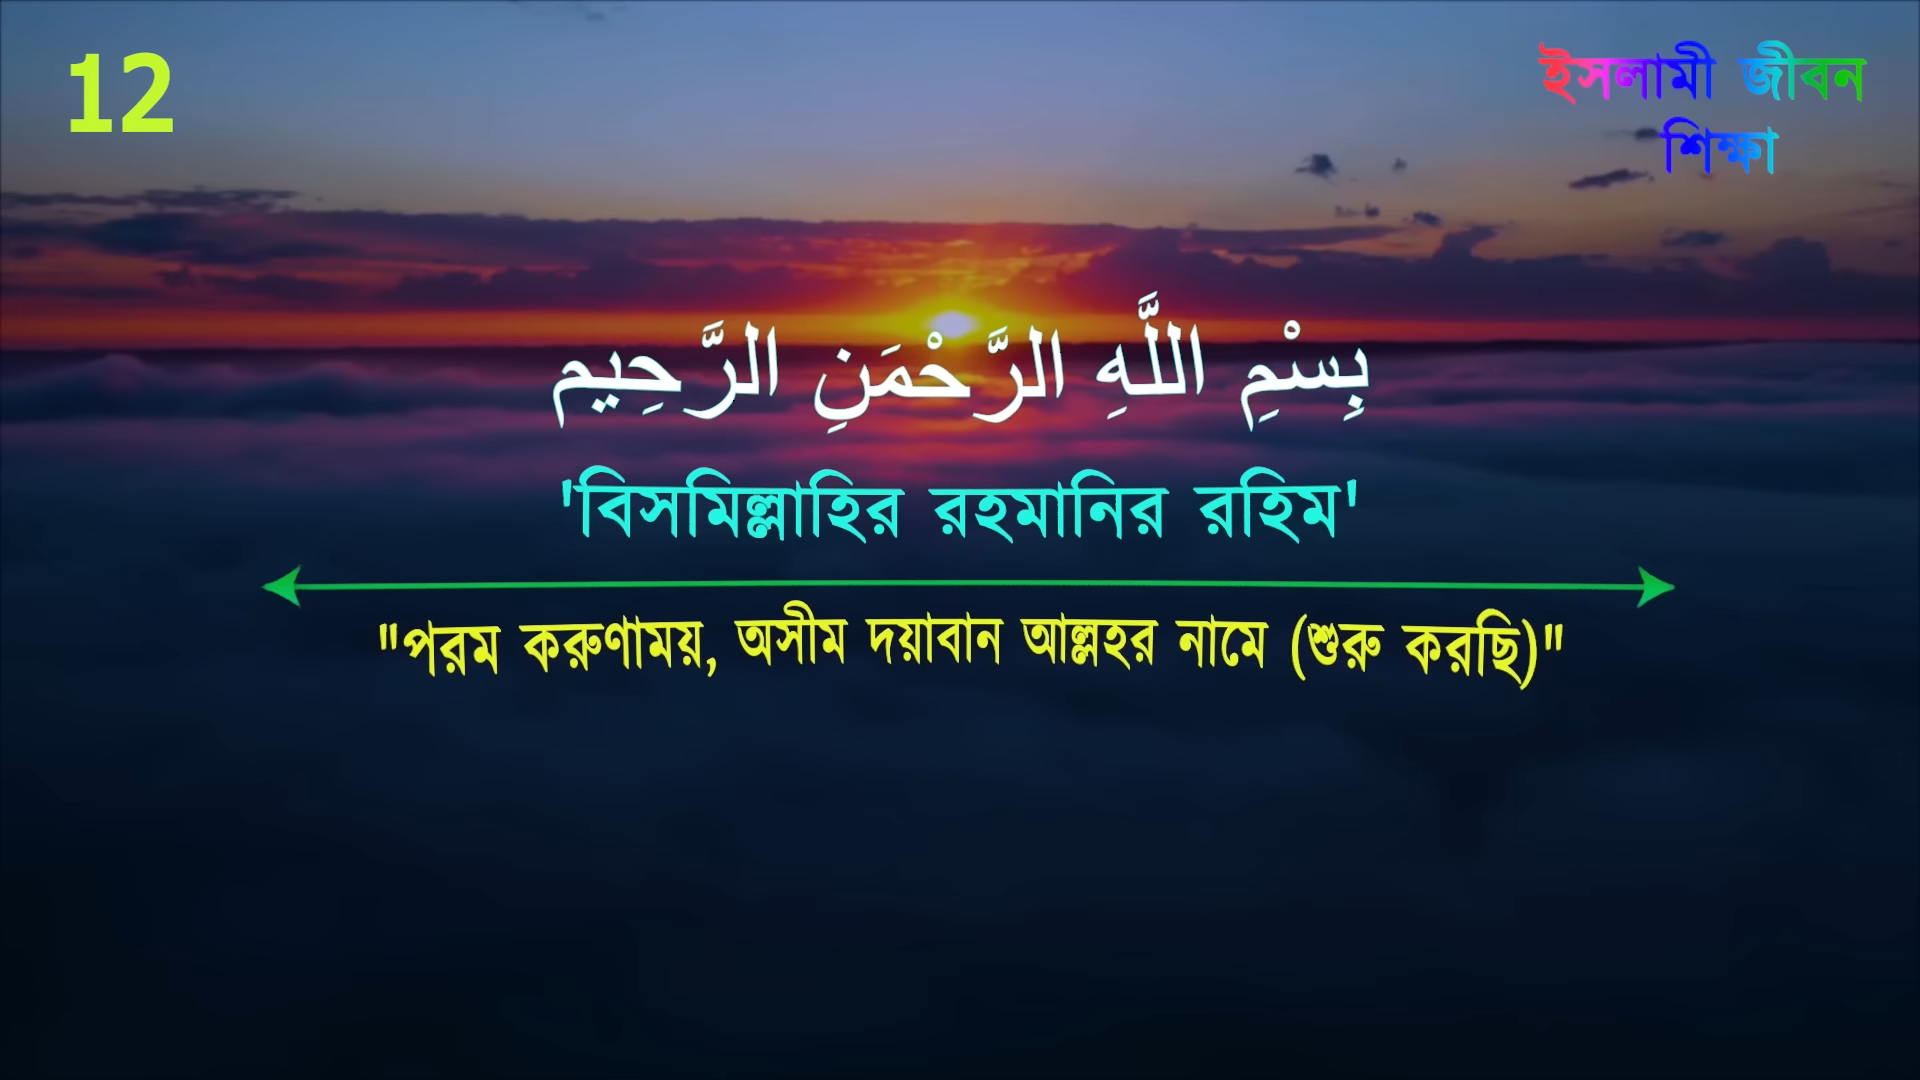 12
ইসলামী জীবন
শিক্ষা
بِسْمِ اللَّهِ الرَّحْمَنِ الرَّحِيم
'বিসমিল্লাহির রহমানির রহিম'
"পরম করুণাময়, অসীম দয়াবান আল্লহর নামে (শুরু করছি)"